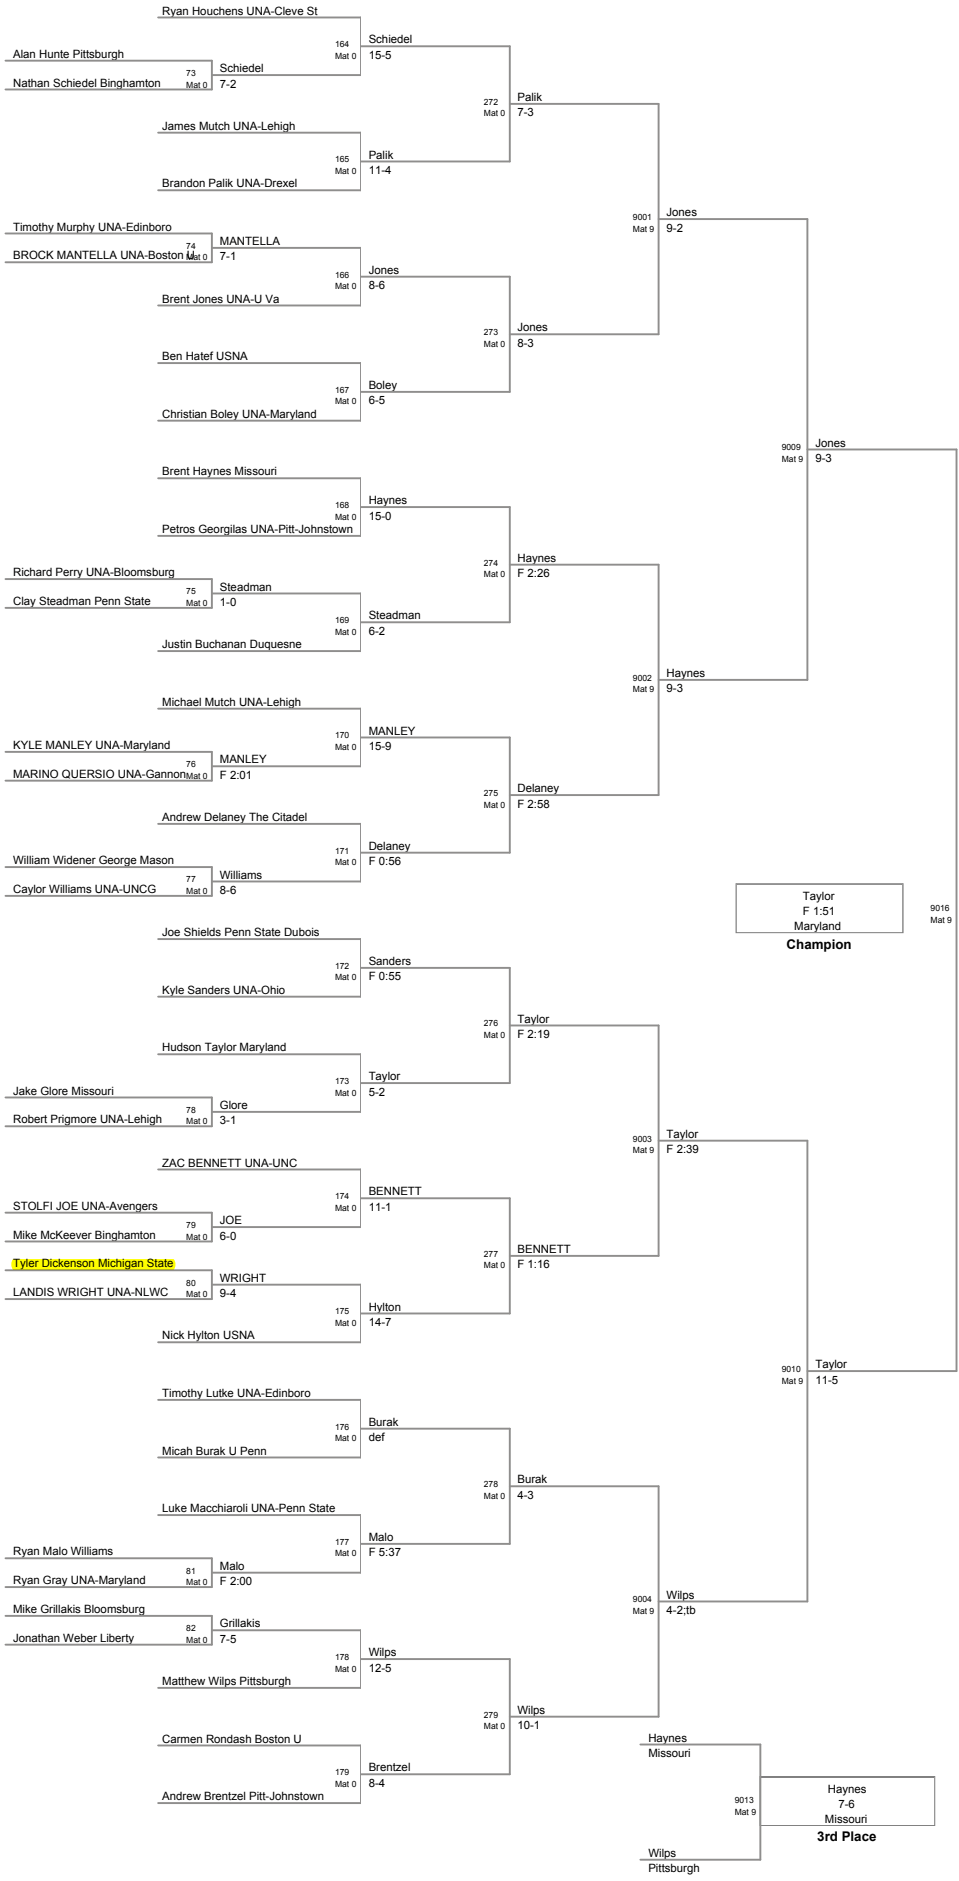 Ryan Houchens UNA-Cleve St
164
Mat 0
Schiedel
15-5
Alan Hunte Pittsburgh
73
Mat 0
Schiedel
7-2
Nathan Schiedel Binghamton
272
Mat 0
Palik
7-3
James Mutch UNA-Lehigh
165
Mat 0
Palik
11-4
Brandon Palik UNA-Drexel
9001
Mat 9
Jones
9-2
Timothy Murphy UNA-Edinboro
74
Mat 0
MANTELLA
7-1
BROCK MANTELLA UNA-Boston U
166
Mat 0
Jones
8-6
Brent Jones UNA-U Va
273
Mat 0
Jones
8-3
Ben Hatef USNA
167
Mat 0
Boley
6-5
Christian Boley UNA-Maryland
9009
Mat 9
Jones
9-3
Brent Haynes Missouri
168
Mat 0
Haynes
15-0
Petros Georgilas UNA-Pitt-Johnstown
274
Mat 0
Haynes
F 2:26
Richard Perry UNA-Bloomsburg
75
Mat 0
Steadman
1-0
Clay Steadman Penn State
169
Mat 0
Steadman
6-2
Justin Buchanan Duquesne
9002
Mat 9
Haynes
9-3
Michael Mutch UNA-Lehigh
170
Mat 0
MANLEY
15-9
KYLE MANLEY UNA-Maryland
76
Mat 0
MANLEY
F 2:01
MARINO QUERSIO UNA-Gannon
275
Mat 0
Delaney
F 2:58
Andrew Delaney The Citadel
171
Mat 0
Delaney
F 0:56
William Widener George Mason
77
Mat 0
Williams
8-6
Caylor Williams UNA-UNCG
Taylor
F 1:51
Maryland
Champion
9016
Mat 9
Joe Shields Penn State Dubois
172
Mat 0
Sanders
F 0:55
Kyle Sanders UNA-Ohio
276
Mat 0
Taylor
F 2:19
Hudson Taylor Maryland
173
Mat 0
Taylor
5-2
Jake Glore Missouri
78
Mat 0
Glore
3-1
Robert Prigmore UNA-Lehigh
9003
Mat 9
Taylor
F 2:39
ZAC BENNETT UNA-UNC
174
Mat 0
BENNETT
11-1
STOLFI JOE UNA-Avengers
79
Mat 0
JOE
6-0
Mike McKeever Binghamton
277
Mat 0
BENNETT
F 1:16
Tyler Dickenson Michigan State
80
Mat 0
WRIGHT
9-4
LANDIS WRIGHT UNA-NLWC
175
Mat 0
Hylton
14-7
Nick Hylton USNA
9010
Mat 9
Taylor
11-5
Timothy Lutke UNA-Edinboro
176
Mat 0
Burak
def
Micah Burak U Penn
278
Mat 0
Burak
4-3
Luke Macchiaroli UNA-Penn State
177
Mat 0
Malo
F 5:37
Ryan Malo Williams
81
Mat 0
Malo
F 2:00
Ryan Gray UNA-Maryland
9004
Mat 9
Wilps
4-2;tb
Mike Grillakis Bloomsburg
82
Mat 0
Grillakis
7-5
Jonathan Weber Liberty
178
Mat 0
Wilps
12-5
Matthew Wilps Pittsburgh
279
Mat 0
Wilps
10-1
Carmen Rondash Boston U
179
Mat 0
Brentzel
8-4
Andrew Brentzel Pitt-Johnstown
Haynes
Missouri
9013
Mat 9
Haynes
7-6
Missouri
3rd Place
Wilps
Pittsburgh